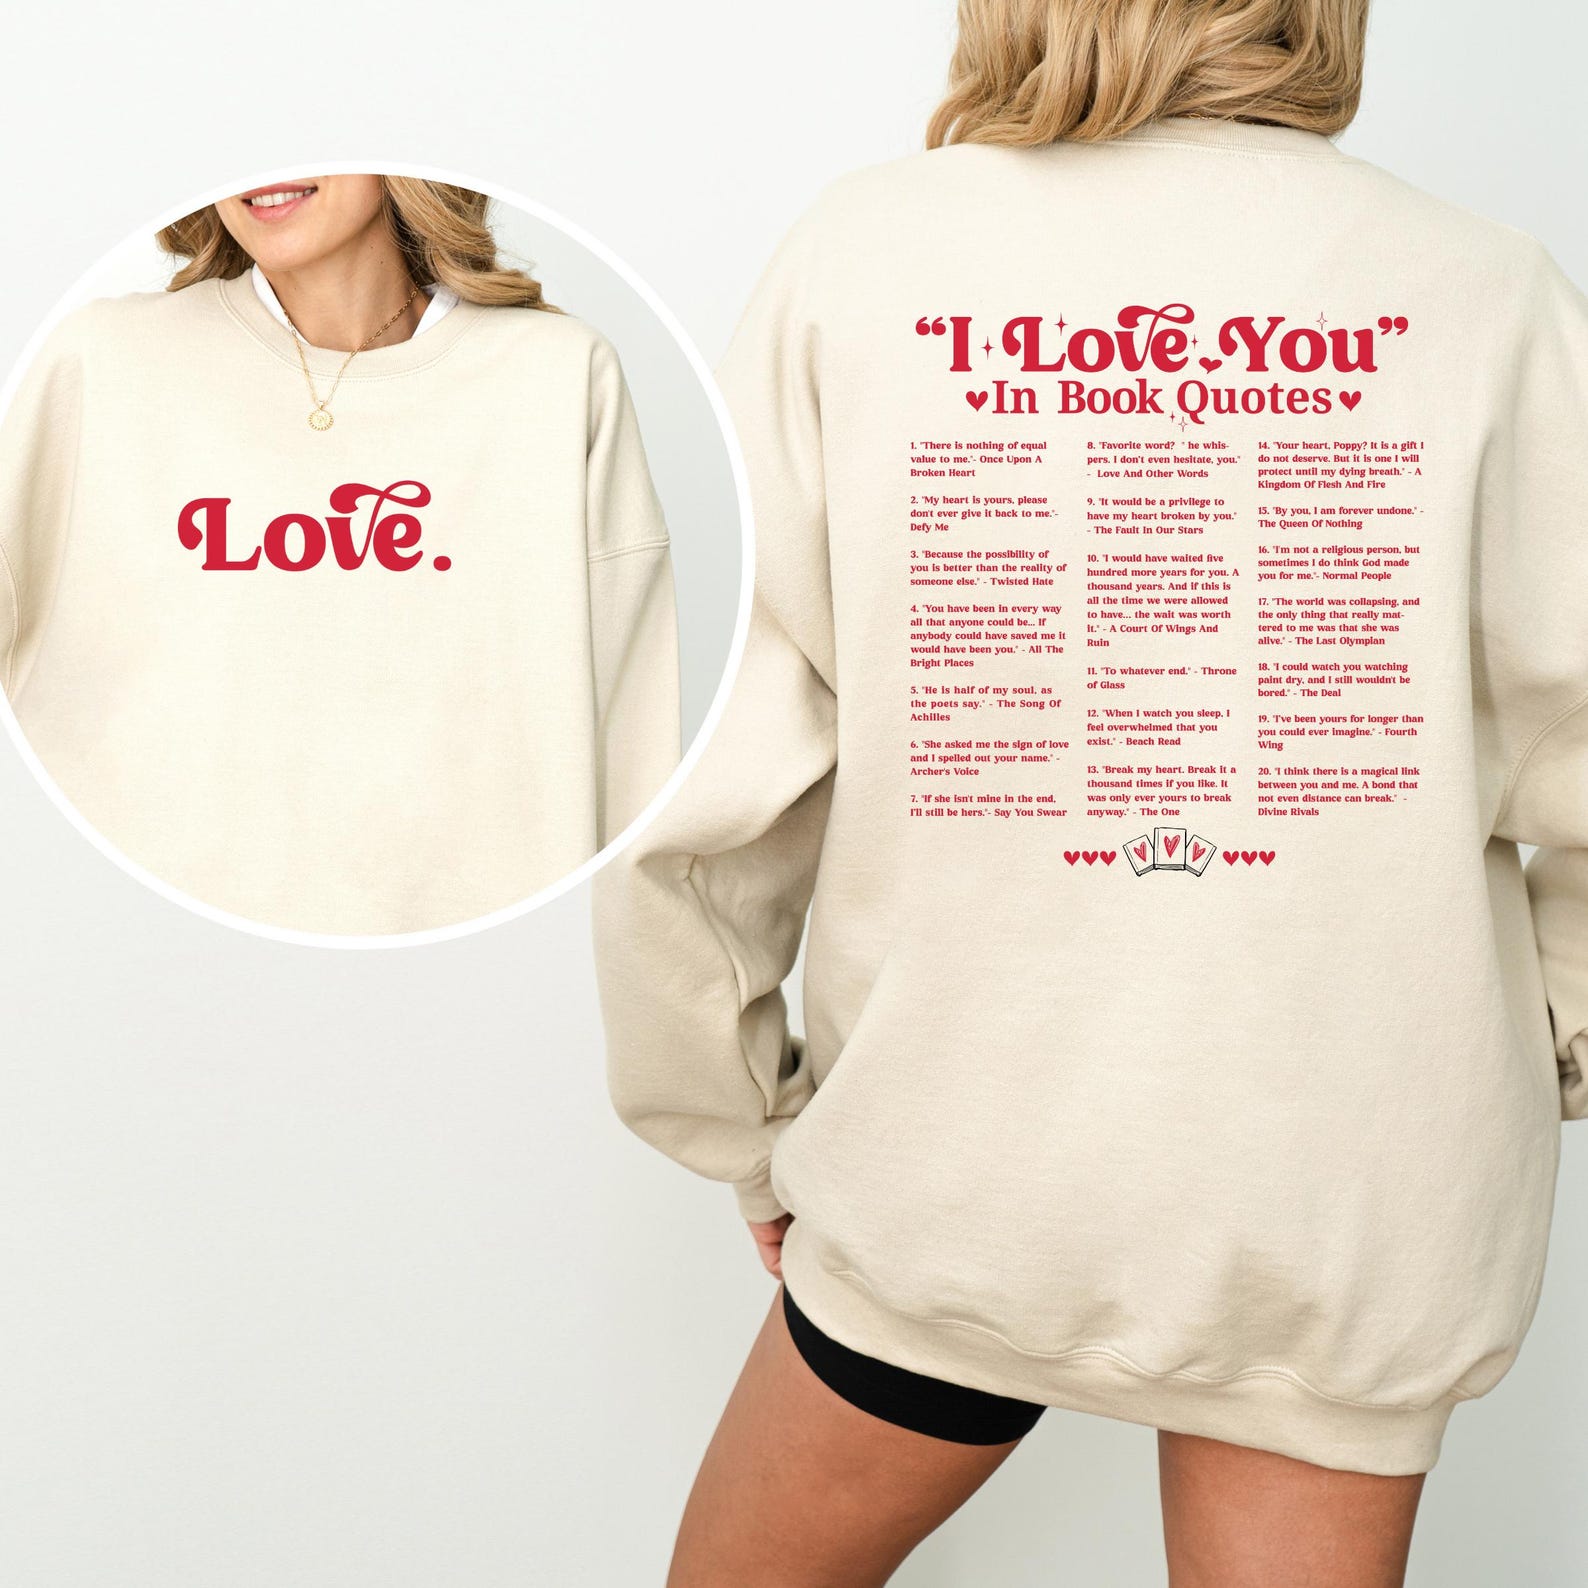 Love.
“I Love You”
In Book Quotes
1. "There is nothing of equal
value to me."- Once Upon A
Broken Heart
2. "My heart is yours, please
don't ever give it back to me."-
Defy Me
3. "Because the possibility of
you is better than the reality of
someone else." - Twisted Hate
4. "You have been in every way
all that anyone could be... If
anybody could have saved me it
would have been you." - All The
Bright Places
5. "He is half of my soul, as
the poets say." - The Song Of
Achilles
6. "She asked me the sign of love
and I spelled out your name." -
Archer's Voice
7. "If she isn't mine in the end,
I'll still be hers."- Say You Swear
8. "Favorite word? " he whis-
pers. I don't even hesitate, you."
- Love And Other Words
9. "It would be a privilege to
have my heart broken by you."
- The Fault In Our Stars
10. "I would have waited five
hundred more years for you. A
thousand years. And if this is
all the time we were allowed
to have... the wait was worth
it." - A Court Of Wings And
Ruin
11. "To whatever end." - Throne
of Glass
12. "When I watch you sleep, I
feel overwhelmed that you
exist." - Beach Read
13. "Break my heart. Break it a
thousand times if you like. It
was only ever yours to break
anyway." - The One
14. "Your heart, Poppy? It is a gift I
do not deserve. But it is one I will
protect until my dying breath." - A
Kingdom Of Flesh And Fire
15. "By you, I am forever undone." -
The Queen Of Nothing
16. "I'm not a religious person, but
sometimes I do think God made
you for me."- Normal People
17. "The world was collapsing, and
the only thing that really mat-
tered to me was that she was
alive." - The Last Olympian
18. "I could watch you watching
paint dry, and I still wouldn't be
bored." - The Deal
19. "I've been yours for longer than
you could ever imagine." - Fourth
Wing
20. "I think there is a magical link
between you and me. A bond that
not even distance can break." -
Divine Rivals